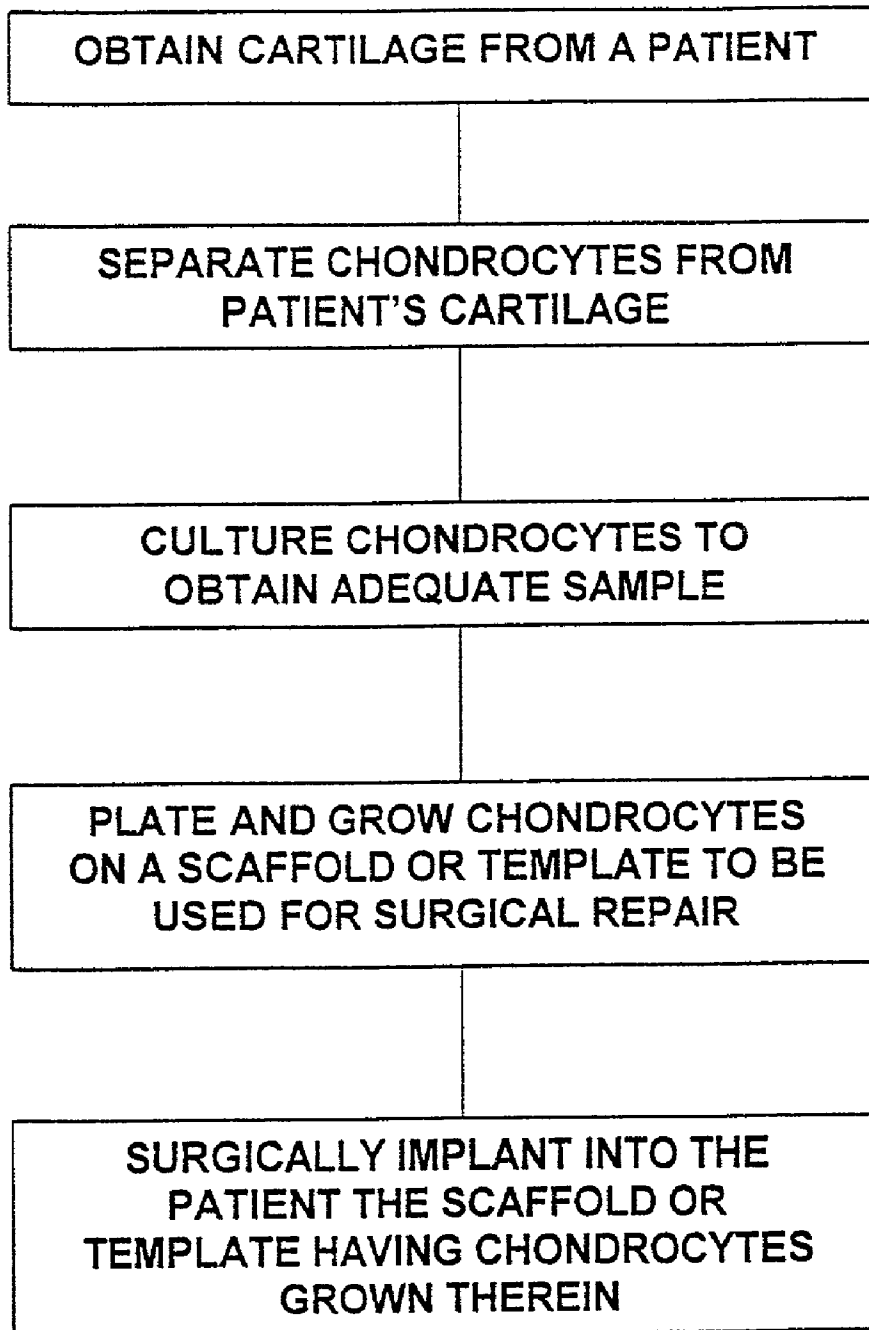 OBTAIN CARTILAGE FROM A PATIENT
SEPARATE CHONDROCYTES FROM
PATIENT'S CARTILAGE
CULTURE CHONDROCYTES TO
OBTAIN ADEQUATE SAMPLE
PLATE AND GROW CHONDROCYTES
ON A SCAFFOLD OR TEMPLATE TO BE
USED FOR SURGICAL REPAIR
SURGICALLY IMPLANT INTO THE
PATIENT THE SCAFFOLD OR
TEMPLATE HAVING CHONDROCYTES
GROWN THEREIN